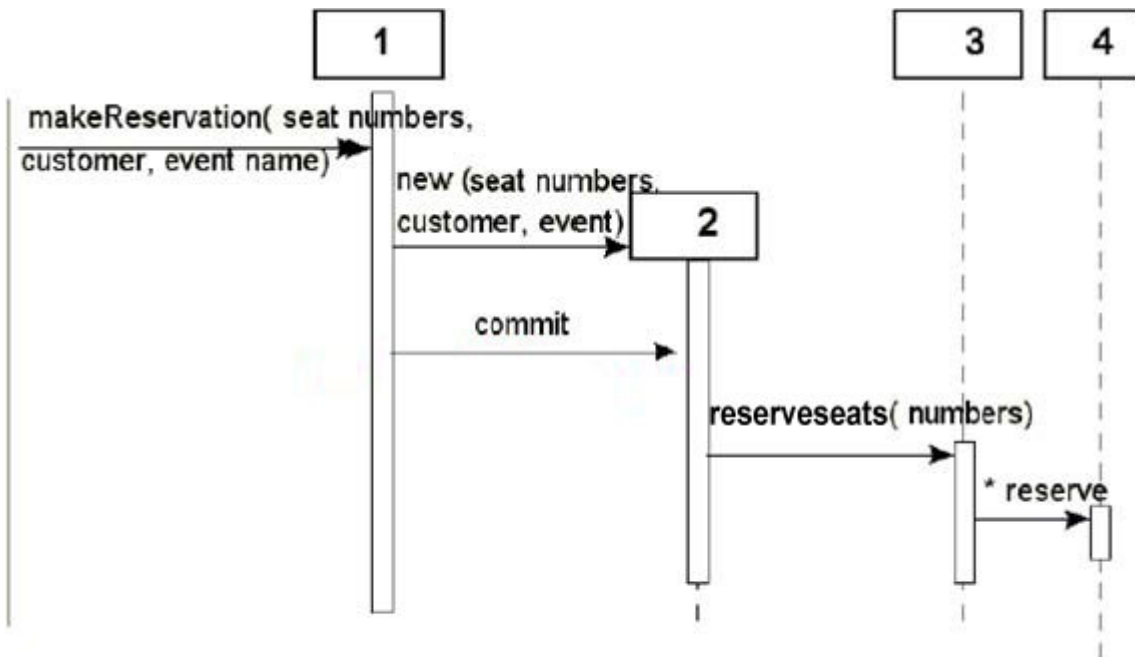 1
3
4
makeReservation( seat numbers,
customer, event name)
new (seat numbers,
customer, event)
2
commit
reserveseats( numbers)
* reserve